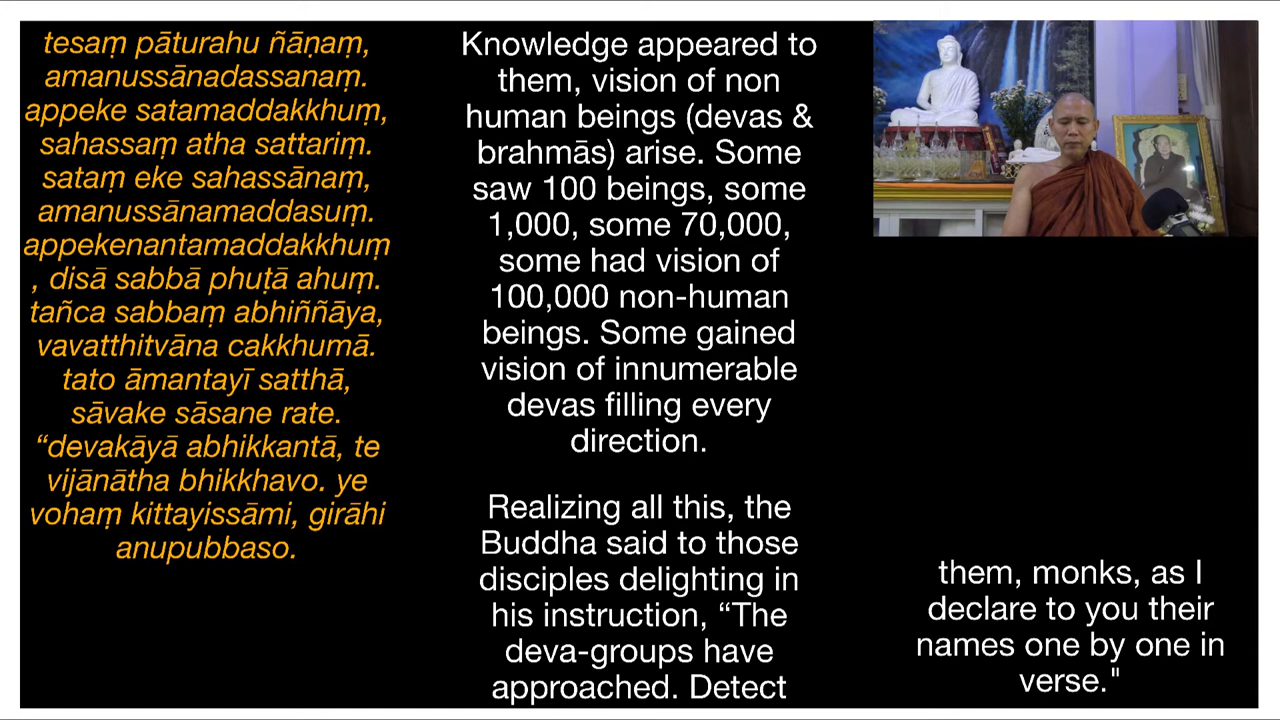 tesaṃ pāturahu ñāṇaṃ,
amanussānadassanaṃ.
appeke satamaddakkhuṃ,
sahassaṃ atha sattariṃ.
sataṃ eke sahassānaṃ,
amanussānamaddasuṃ.
appekenantamaddakkhuṃ
, disā sabbā phuṭā ahuṃ.
tañca sabbaṃ abhiññāya,
vavatthitvāna cakkhumā.
tato āmantayī satthā,
sāvake sāsane rate.
“devakāyā abhikkantā, te
vijānātha bhikkhavo. ye
vohaṃ kittayissāmi, girāhi
anupubbaso.
Knowledge appeared to
them, vision of non
human beings (devas &
brahmās) arise. Some
saw 100 beings, some
1,000, some 70,000,
some had vision of
100,000 non-human
beings. Some gained
vision of innumerable
devas filling every
direction.
Realizing all this, the
Buddha said to those
disciples delighting in
his instruction, “The
deva-groups have
approached. Detect
them, monks, as I
declare to you their
names one by one in
verse."